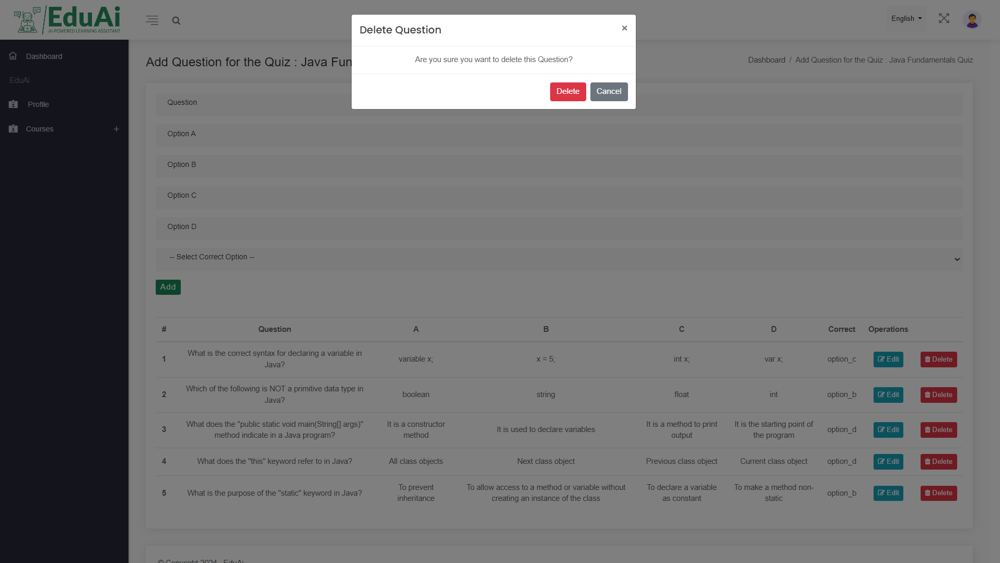 EduAi
AI-POWERED LEARNING ASSISTANT
English
Delete Question
×
Are you sure you want to delete this Question?
Delete
Cancel
Dashboard
EduAi
Profile
Courses
+
Add Question for the Quiz : Java Fun
Dashboard / Add Question for the Quiz : Java Fundamentals Quiz
Question
Option A
Option B
Option C
Option D
-- Select Correct Option --
Add
# Question A B C D Correct Operations
1 What is the correct syntax for declaring a variable in Java? variable x; x = 5; int x; var x; option_c Edit Delete
2 Which of the following is NOT a primitive data type in Java? boolean string float int option_b Edit Delete
3 What does the "public static void main(String[] args)" method indicate in a Java program? It is a constructor method It is used to declare variables It is a method to print output It is the starting point of the program option_d Edit Delete
4 What does the "this" keyword refer to in Java? All class objects Next class object Previous class object Current class object option_d Edit Delete
5 What is the purpose of the "static" keyword in Java? To prevent inheritance To allow access to a method or variable without creating an instance of the class To declare a variable as constant To make a method non-static option_b Edit Delete
© Copyright 2024 EduAi